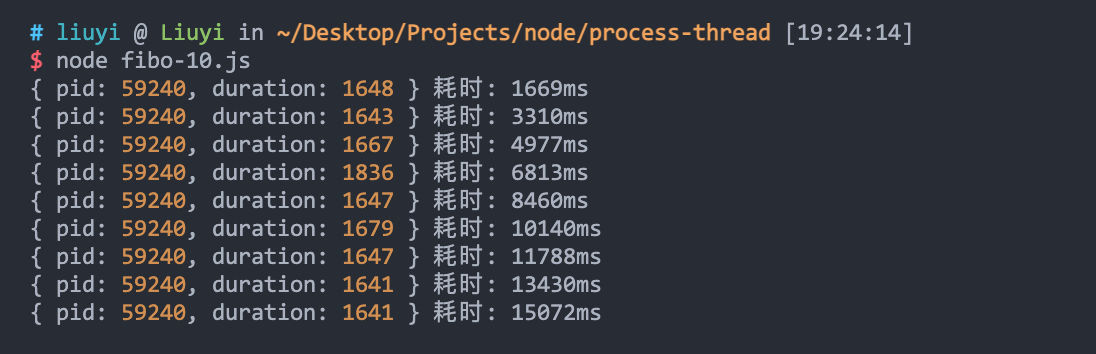 # liuyi @ Liuyi in ~/Desktop/Projects/node/process-thread [19:24:14]
$ node fibo-10.js
{ pid: 59240, duration: 1648 } 耗时: 1669ms
{ pid: 59240, duration: 1643 } 耗时: 3310ms
{ pid: 59240, duration: 1667 } 耗时: 4977ms
{ pid: 59240, duration: 1836 } 耗时: 6813ms
{ pid: 59240, duration: 1647 } 耗时: 8460ms
{ pid: 59240, duration: 1679 } 耗时: 10140ms
{ pid: 59240, duration: 1647 } 耗时: 11788ms
{ pid: 59240, duration: 1641 } 耗时: 13430ms
{ pid: 59240, duration: 1641 } 耗时: 15072ms